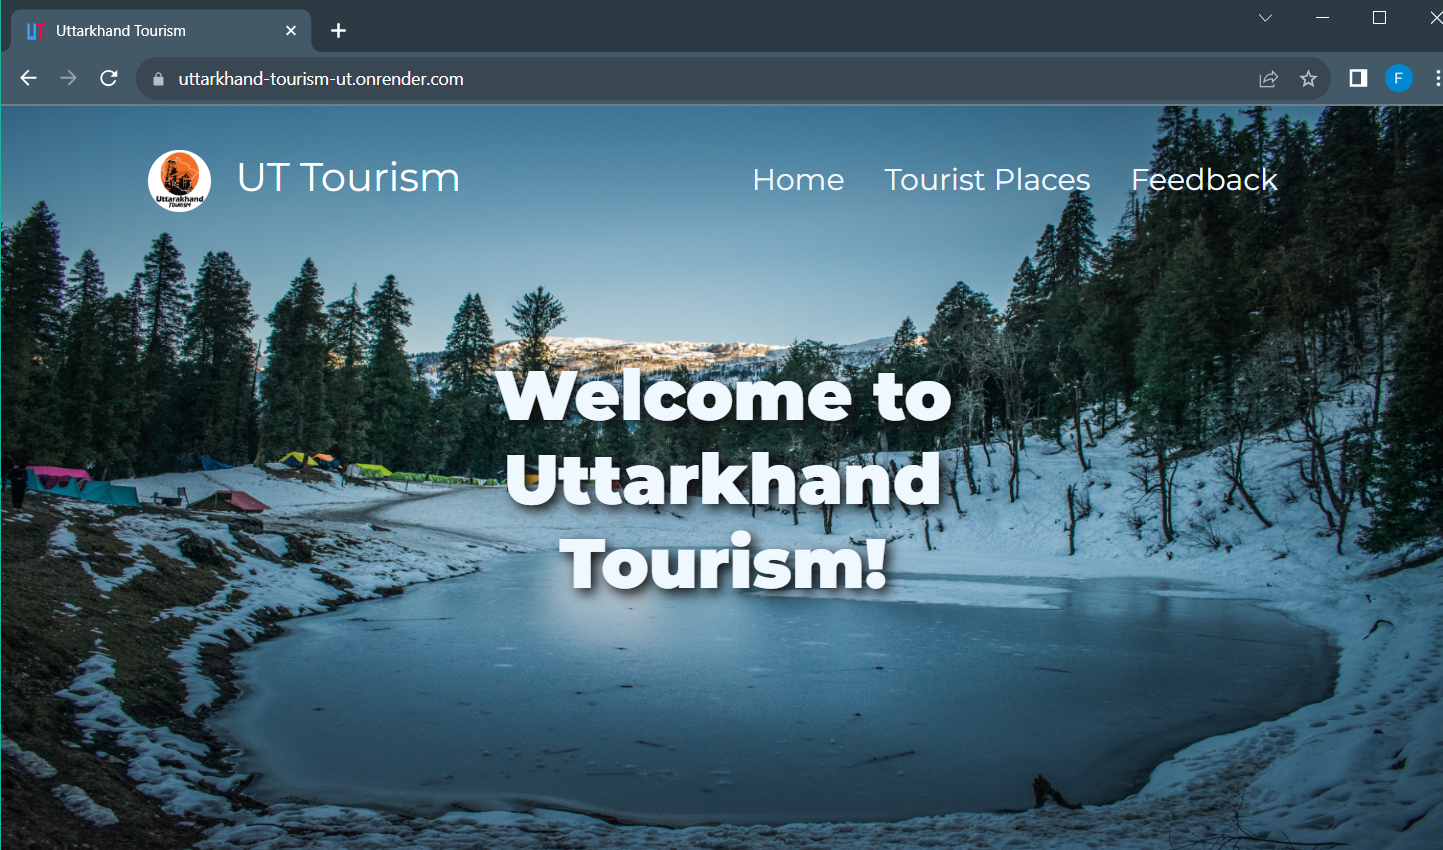 UT Uttarkhand Tourism
uttarkhand-tourism-ut.onrender.com
F
Uttarakhand
TOURISM
UT Tourism
Home Tourist Places Feedback
Welcome to
Uttarkhand
Tourism!